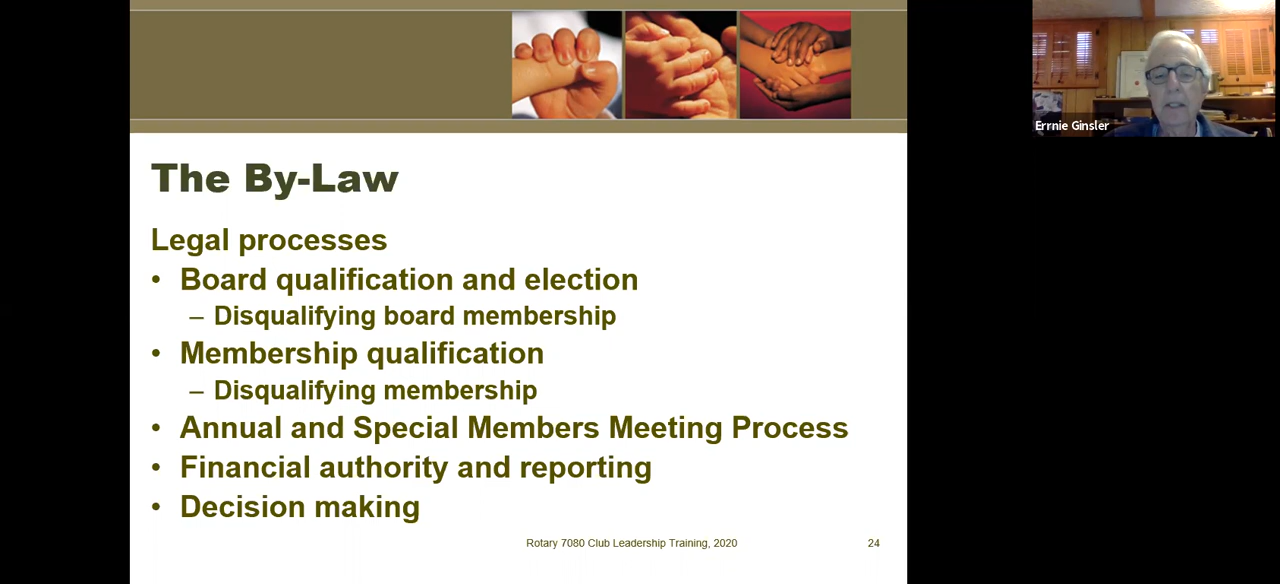 Errnie Ginsler
The By-Law
Legal processes
• Board qualification and election
– Disqualifying board membership
• Membership qualification
– Disqualifying membership
• Annual and Special Members Meeting Process
• Financial authority and reporting
• Decision making
Rotary 7080 Club Leadership Training, 2020
24